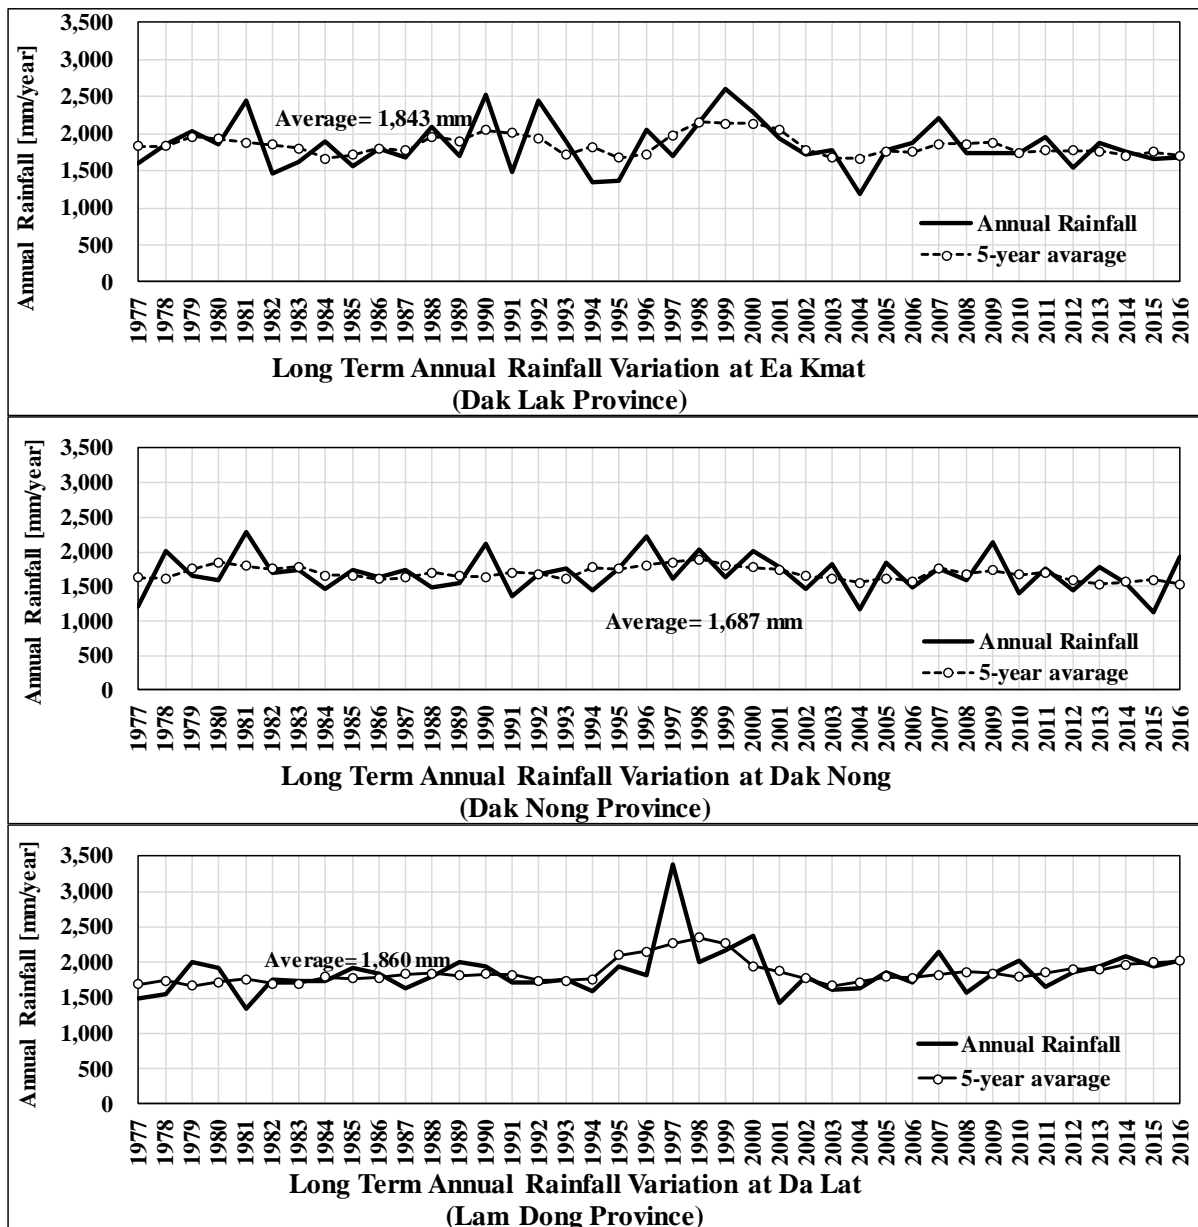 Annual Rainfall [mm/year]
3,500
3,000
2,500
2,000
1,500
1,000
500
0
Average= 1,843 mm
Annual Rainfall
5-year avarage
1977 1978 1979 1980 1981 1982 1983 1984 1985 1986 1987 1988 1989 1990 1991 1992 1993 1994 1995 1996 1997 1998 1999 2000 2001 2002 2003 2004 2005 2006 2007 2008 2009 2010 2011 2012 2013 2014 2015 2016
Long Term Annual Rainfall Variation at Ea Kmat
(Dak Lak Province)
Annual Rainfall [mm/year]
3,500
3,000
2,500
2,000
1,500
1,000
500
0
Average= 1,687 mm
Annual Rainfall
5-year avarage
1977 1978 1979 1980 1981 1982 1983 1984 1985 1986 1987 1988 1989 1990 1991 1992 1993 1994 1995 1996 1997 1998 1999 2000 2001 2002 2003 2004 2005 2006 2007 2008 2009 2010 2011 2012 2013 2014 2015 2016
Long Term Annual Rainfall Variation at Dak Nong
(Dak Nong Province)
Annual Rainfall [mm/year]
3,500
3,000
2,500
2,000
1,500
1,000
500
0
Average=1,860 mm
Annual Rainfall
5-year avarage
1977 1978 1979 1980 1981 1982 1983 1984 1985 1986 1987 1988 1989 1990 1991 1992 1993 1994 1995 1996 1997 1998 1999 2000 2001 2002 2003 2004 2005 2006 2007 2008 2009 2010 2011 2012 2013 2014 2015 2016
Long Term Annual Rainfall Variation at Da Lat
(Lam Dong Province)